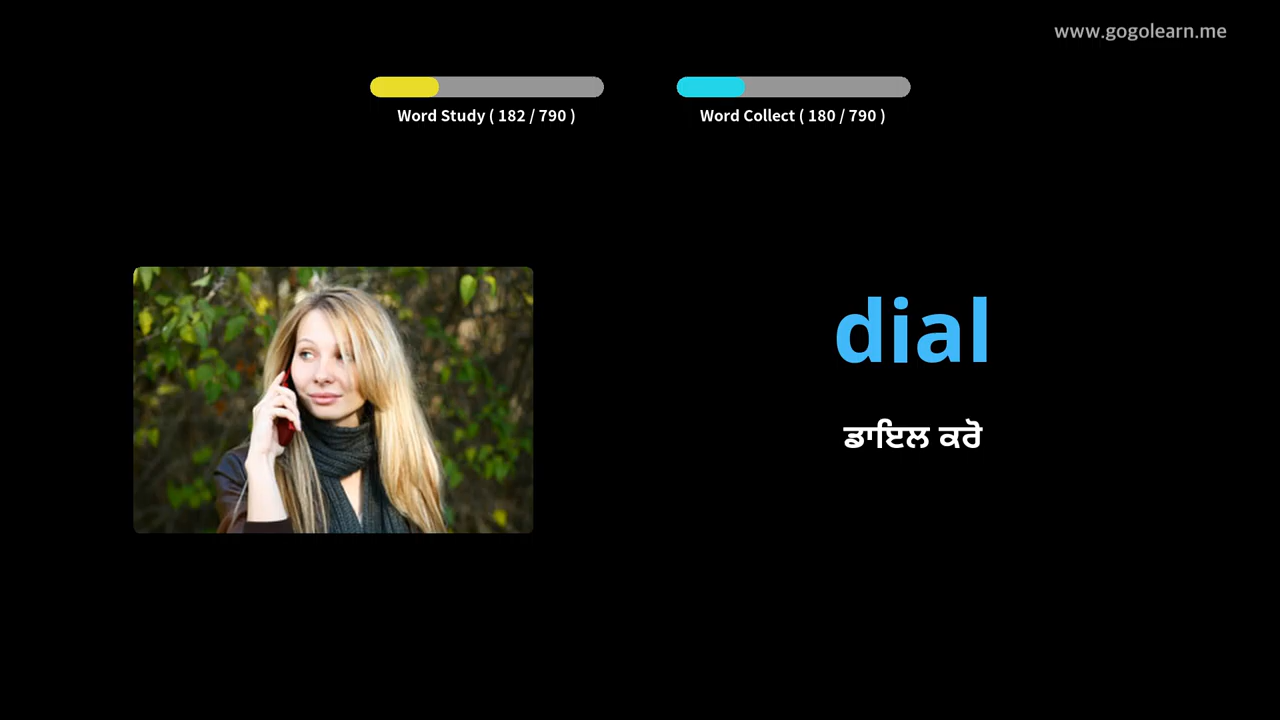 www.gogolearn.me
Word Study ( 182 / 790 )
Word Collect ( 180 / 790 )
dial
ਡਾਇਲ ਕਰੋ